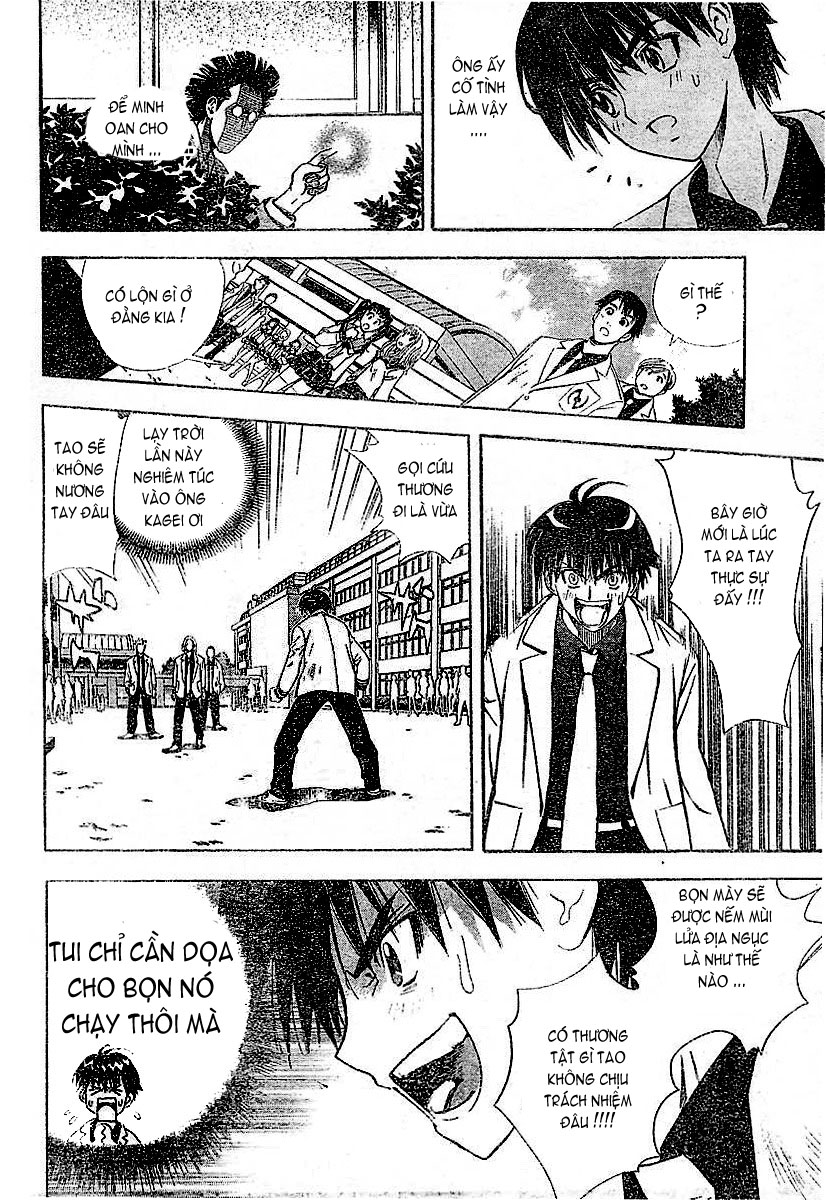 ÔNG ẤY
CỐ TÌNH
LÀM VẬY
....
ĐỂ MINH
OAN CHO
MÌNH ...
GÌ THẾ
?
CÓ LỘN GÌ Ở
ĐẰNG KIA !
BÂY GIỜ
MỚI LÀ LÚC
TA RA TAY
THỰC SỰ
ĐẤY !!!
GỌI CỨU
THƯƠNG
ĐI LÀ VỪA
LẠY TRỜI
LẦN NÀY
NGHIÊM TÚC
VÀO ÔNG
KAGEI ƠI
TAO SẼ
KHÔNG
NƯƠNG
TAY ĐÂU
BỌN MÀY SẼ
ĐƯỢC NẾM MÙI
LỬA ĐỊA NGỤC
LÀ NHƯ THẾ
NÀO ...
CÓ THƯƠNG
TẬT GÌ TAO
KHÔNG CHỊU
TRÁCH NHIỆM
ĐÂU !!!!
TUI CHỈ CẦN DỌA
CHO BỌN NÓ
CHẠY THÔI MÀ